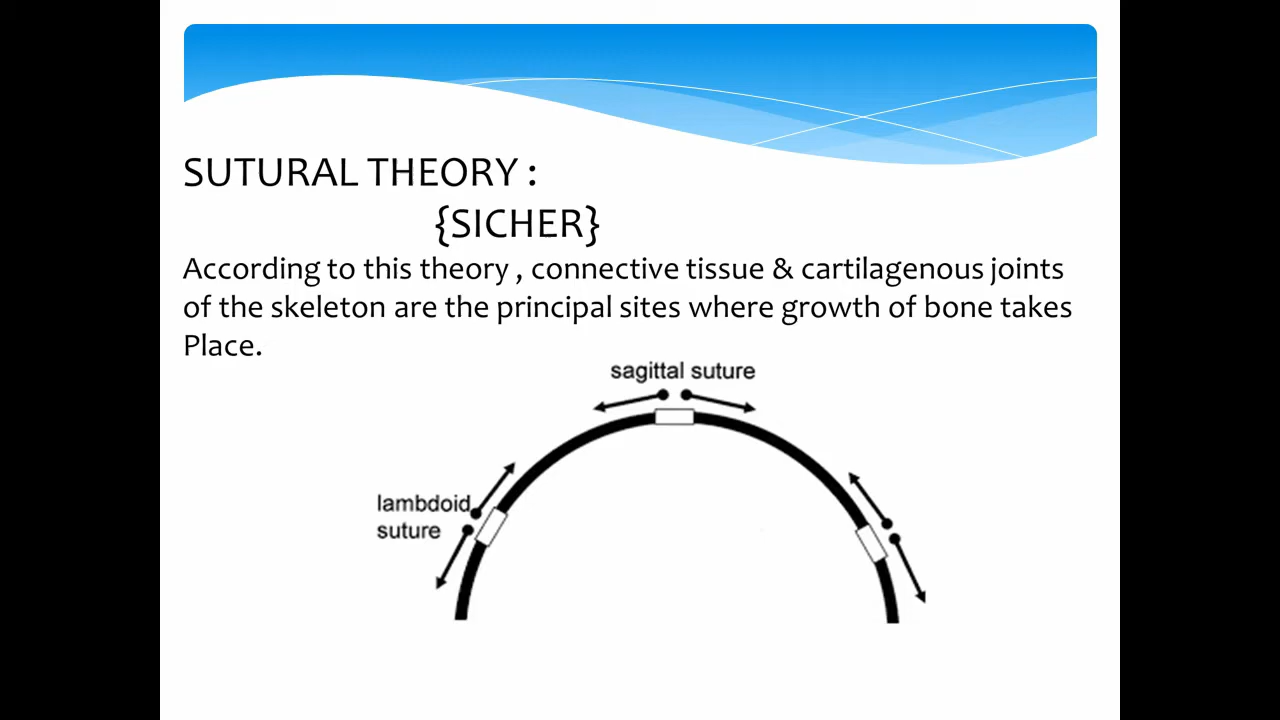 SUTURAL THEORY :
{SICHER}
According to this theory , connective tissue & cartilagenous joints
of the skeleton are the principal sites where growth of bone takes
Place.
sagittal suture
lambdoid
suture